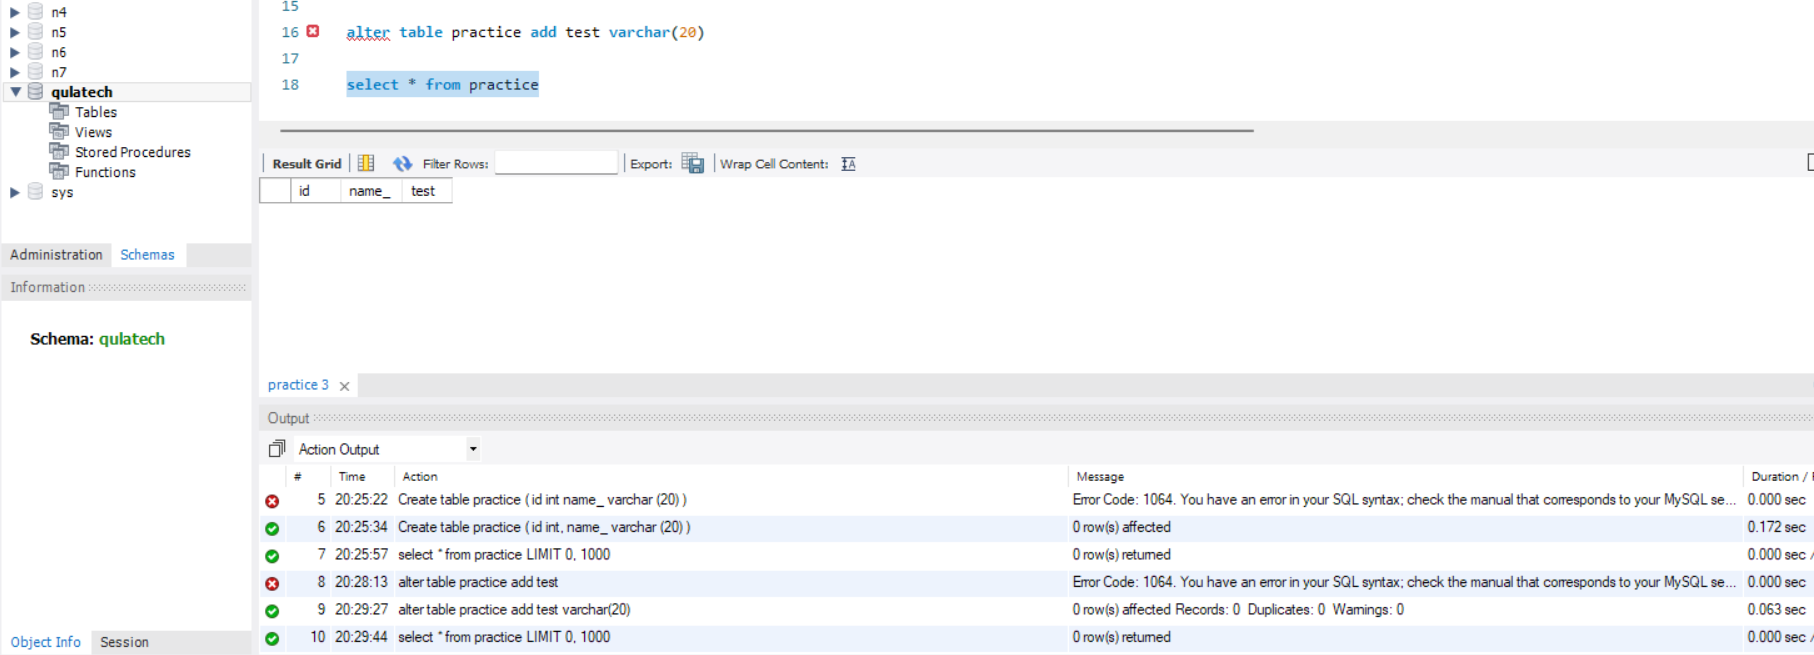 n4
n5
n6
n7
qulatech
Tables
Views
Stored Procedures
Functions
sys
Administration Schemas
Information
Schema: qulatech
Object Info Session
15
16 alter table practice add test varchar(20)
17
18 select * from practice
Result Grid Filter Rows: Export: Wrap Cell Content: IA
id name_ test
practice 3
Output
Action Output
# Time Action Message Duration /
5 20:25:22 Create table practice ( id int name_ varchar (20) ) Error Code: 1064. You have an error in your SQL syntax; check the manual that corresponds to your MySQL se... 0.000 sec
6 20:25:34 Create table practice ( id int, name_ varchar (20) ) 0 row(s) affected 0.172 sec
7 20:25:57 select * from practice LIMIT 0, 1000 0 row(s) returned 0.000 sec /
8 20:28:13 alter table practice add test Error Code: 1064. You have an error in your SQL syntax; check the manual that corresponds to your MySQL se... 0.000 sec
9 20:29:27 alter table practice add test varchar(20) 0 row(s) affected Records: 0 Duplicates: 0 Warnings: 0 0.063 sec
10 20:29:44 select * from practice LIMIT 0, 1000 0 row(s) returned 0.000 sec /